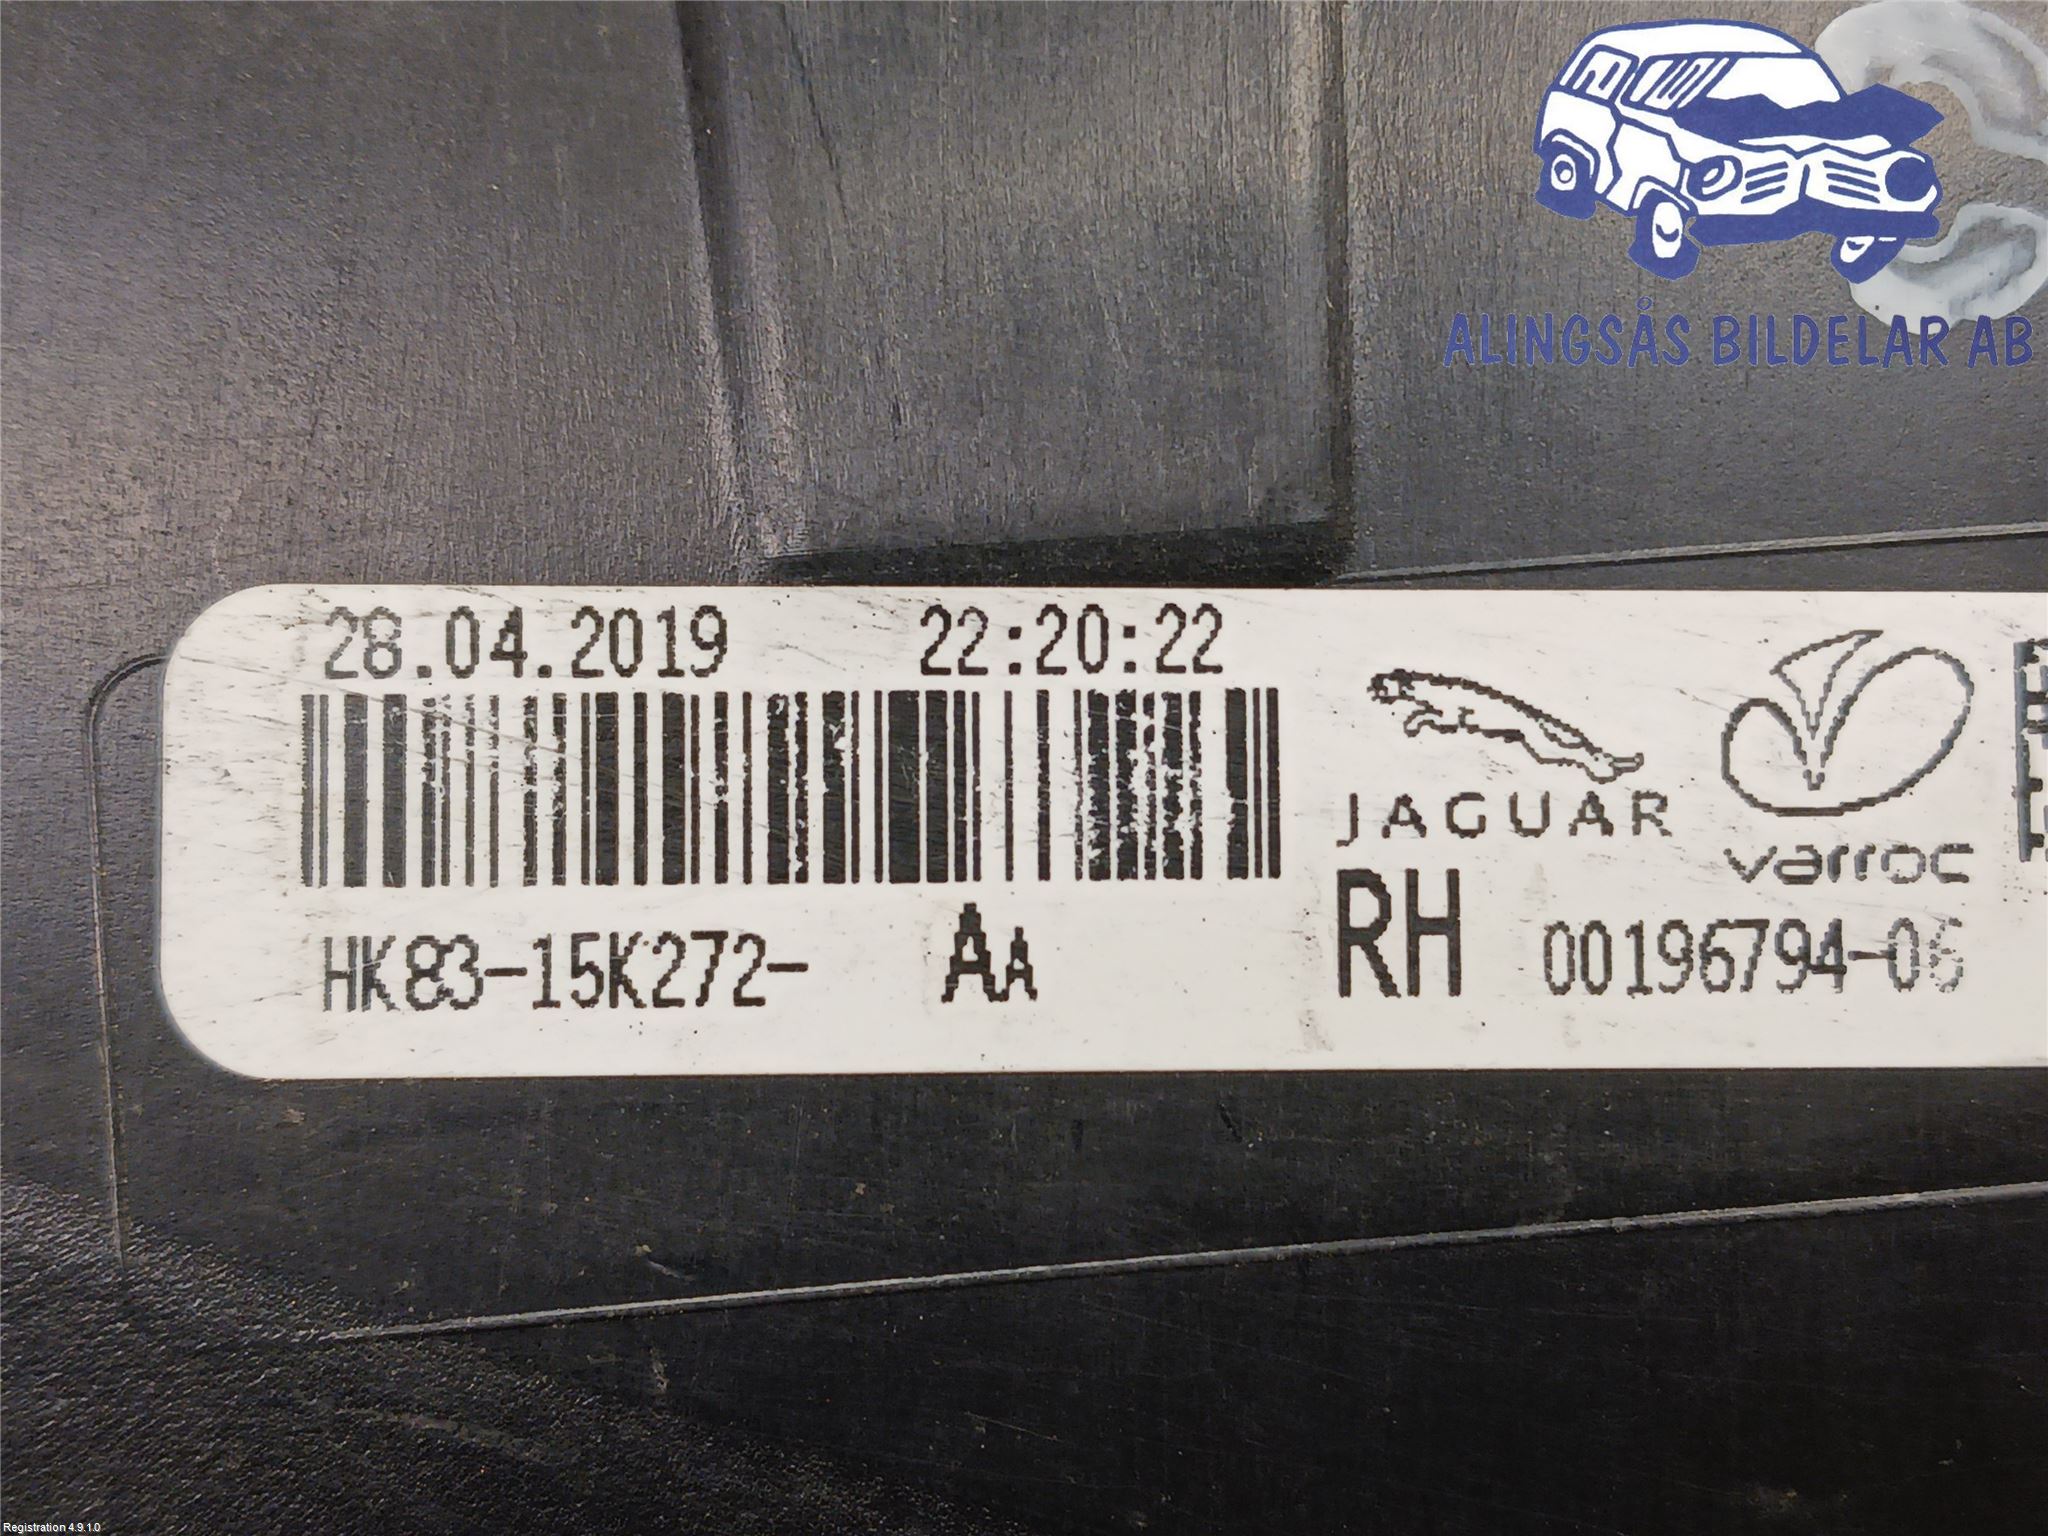 ALINGSÅS BILDELAR AB
28.04.2019 22:20:22
JAGUAR
varroc
HK83-15K272- AA
RH 00196794-06
Registration 4.9.1.0